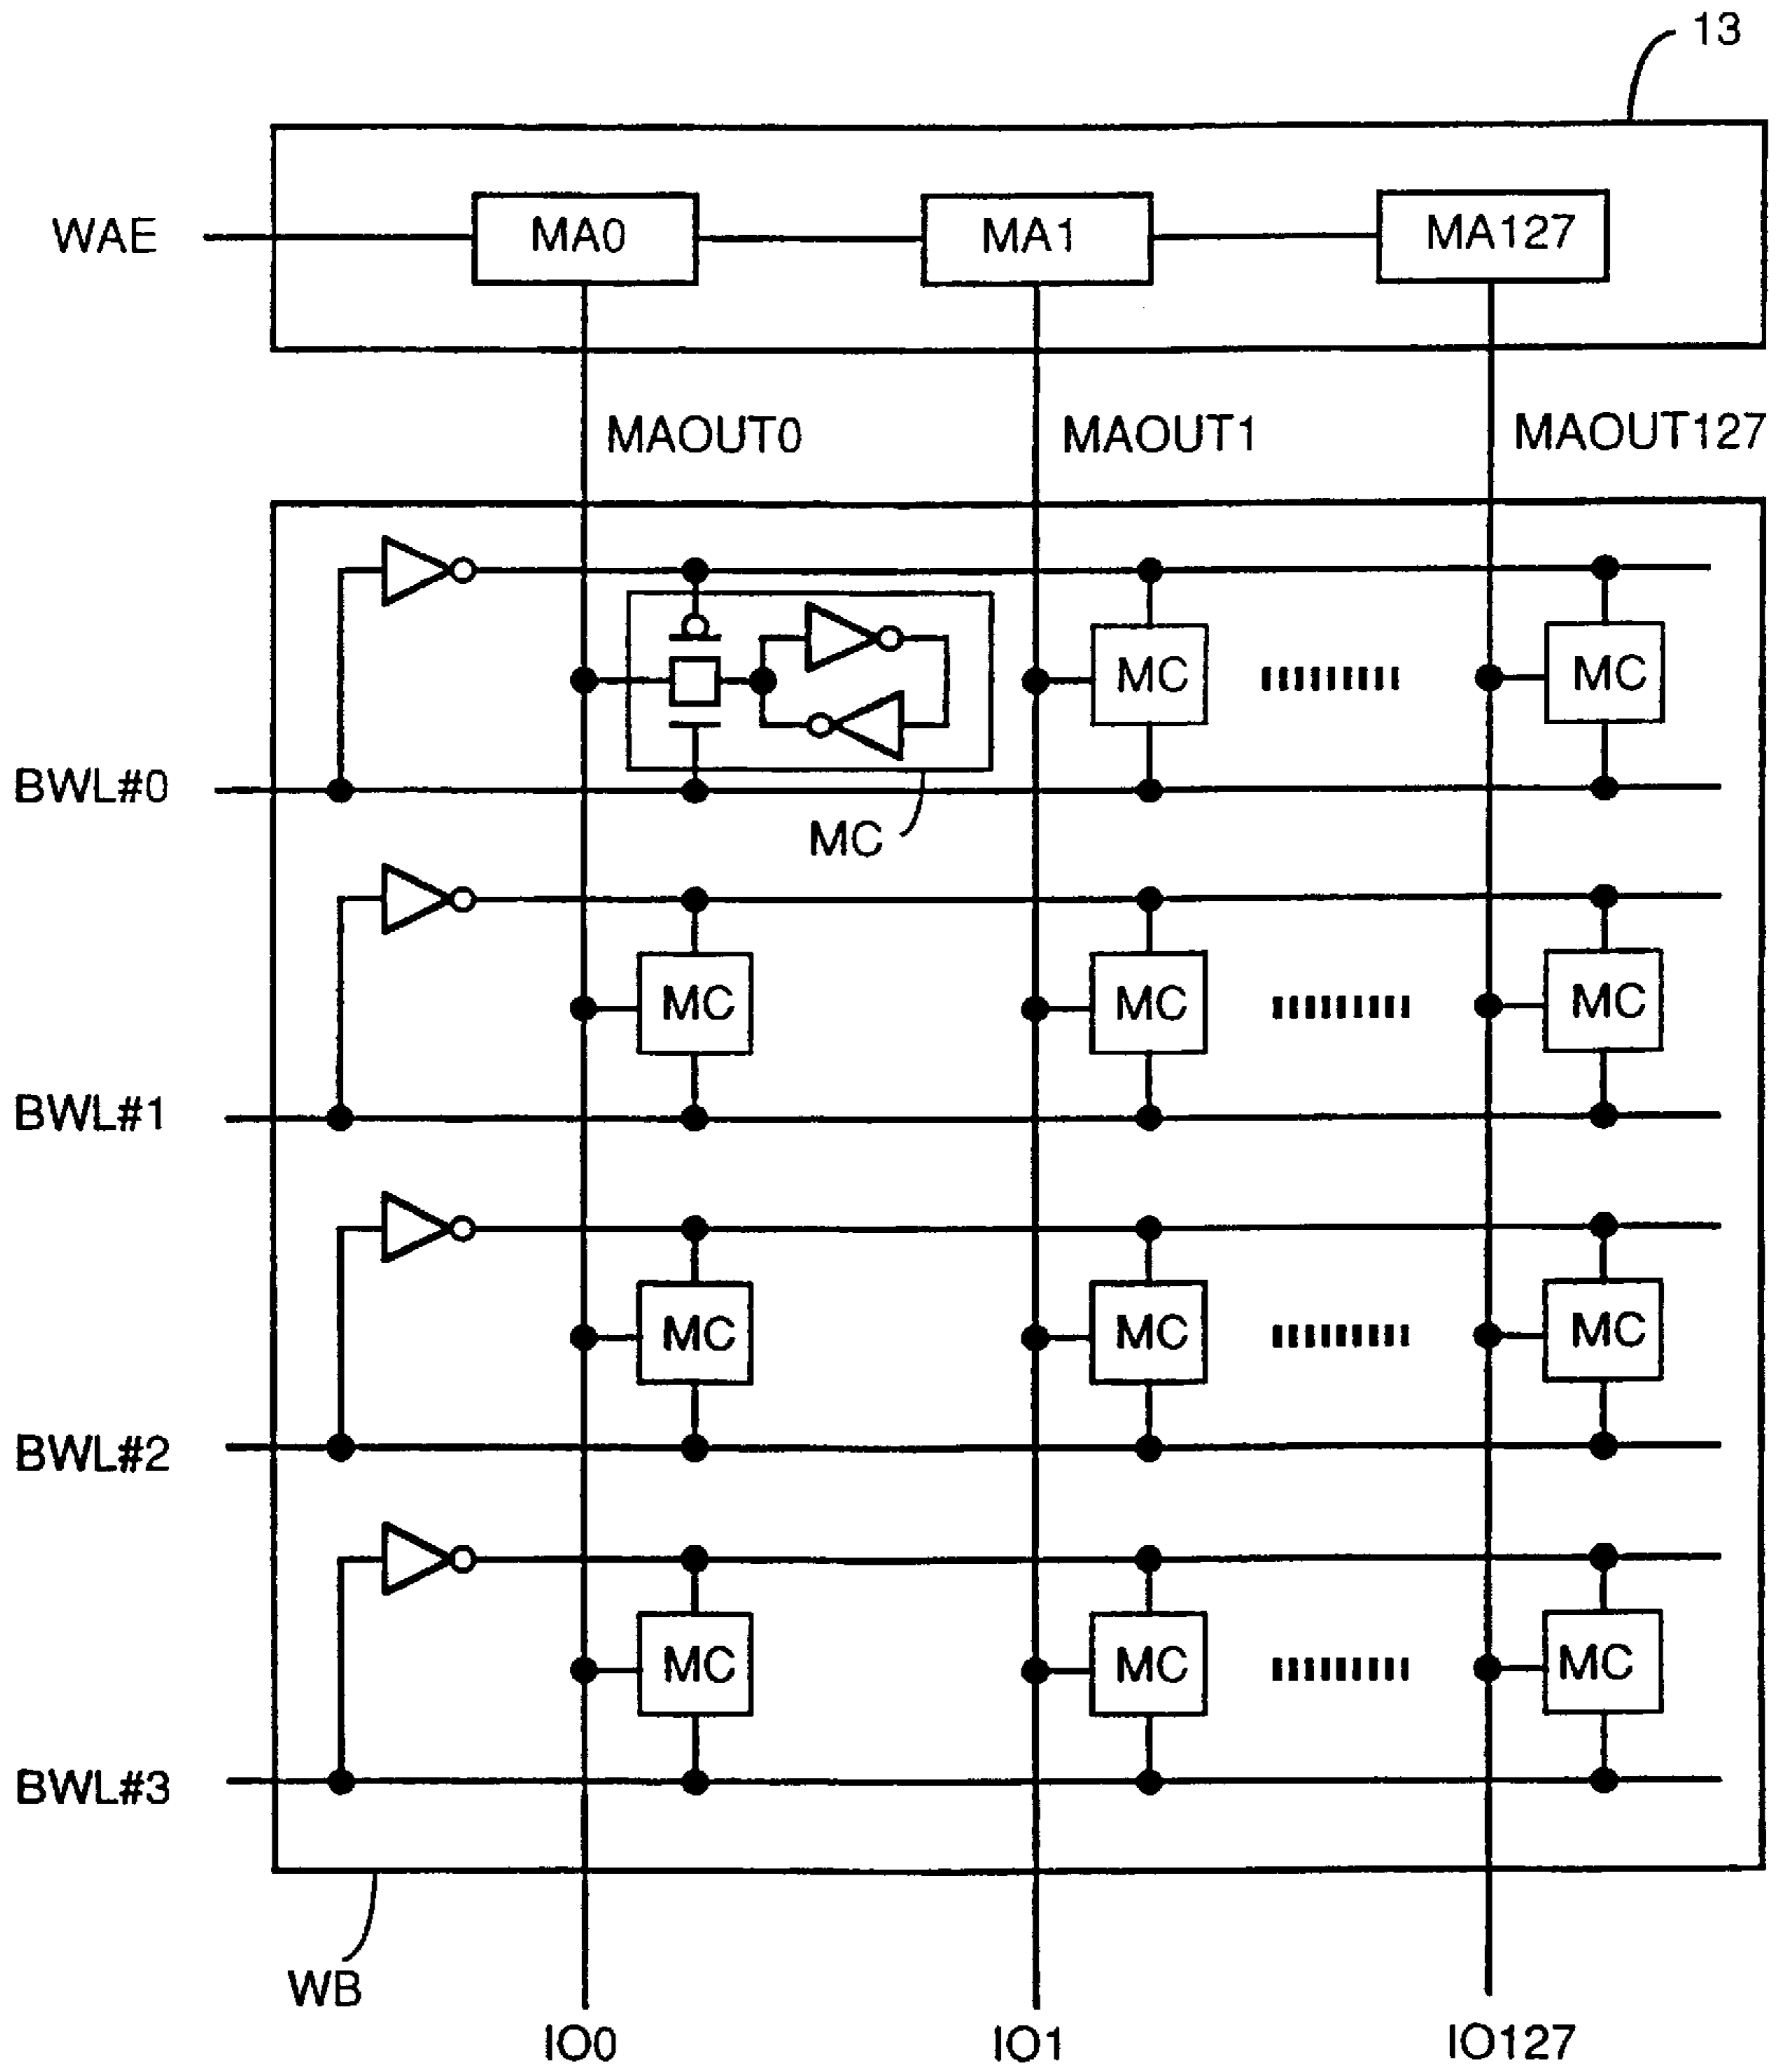 13
WAE MA0 MA1 MA127
MAOUT0 MAOUT1 MAOUT127
MC MC
BWL#0
MC
MC MC MC
BWL#1
MC MC MC
BWL#2
MC MC MC
BWL#3
WB
IO0 IO1 IO127